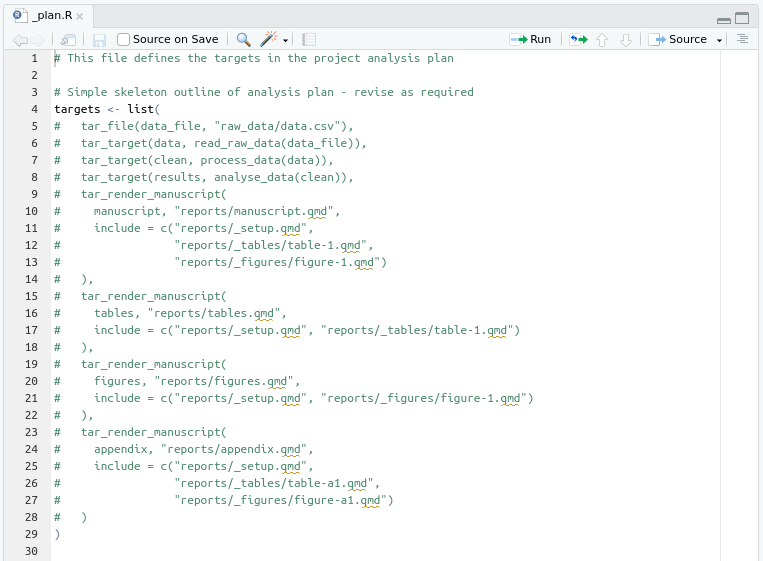 _plan.R
Source on Save
Run
Source
1 # This file defines the targets in the project analysis plan
2
3 # Simple skeleton outline of analysis plan - revise as required
4 targets <- list(
5 #   tar_file(data_file, "raw_data/data.csv"),
6 #   tar_target(data, read_raw_data(data_file)),
7 #   tar_target(clean, process_data(data)),
8 #   tar_target(results, analyse_data(clean)),
9 #   tar_render_manuscript(
10 #     manuscript, "reports/manuscript.qmd",
11 #     include = c("reports/_setup.qmd",
12 #                 "reports/_tables/table-1.qmd",
13 #                 "reports/_figures/figure-1.qmd")
14 #   ),
15 #   tar_render_manuscript(
16 #     tables, "reports/tables.qmd",
17 #     include = c("reports/_setup.qmd", "reports/_tables/table-1.qmd")
18 #   ),
19 #   tar_render_manuscript(
20 #     figures, "reports/figures.qmd",
21 #     include = c("reports/_setup.qmd", "reports/_figures/figure-1.qmd")
22 #   ),
23 #   tar_render_manuscript(
24 #     appendix, "reports/appendix.qmd",
25 #     include = c("reports/_setup.qmd",
26 #                 "reports/_tables/table-a1.qmd",
27 #                 "reports/_figures/figure-a1.qmd")
28 #   )
29 )
30